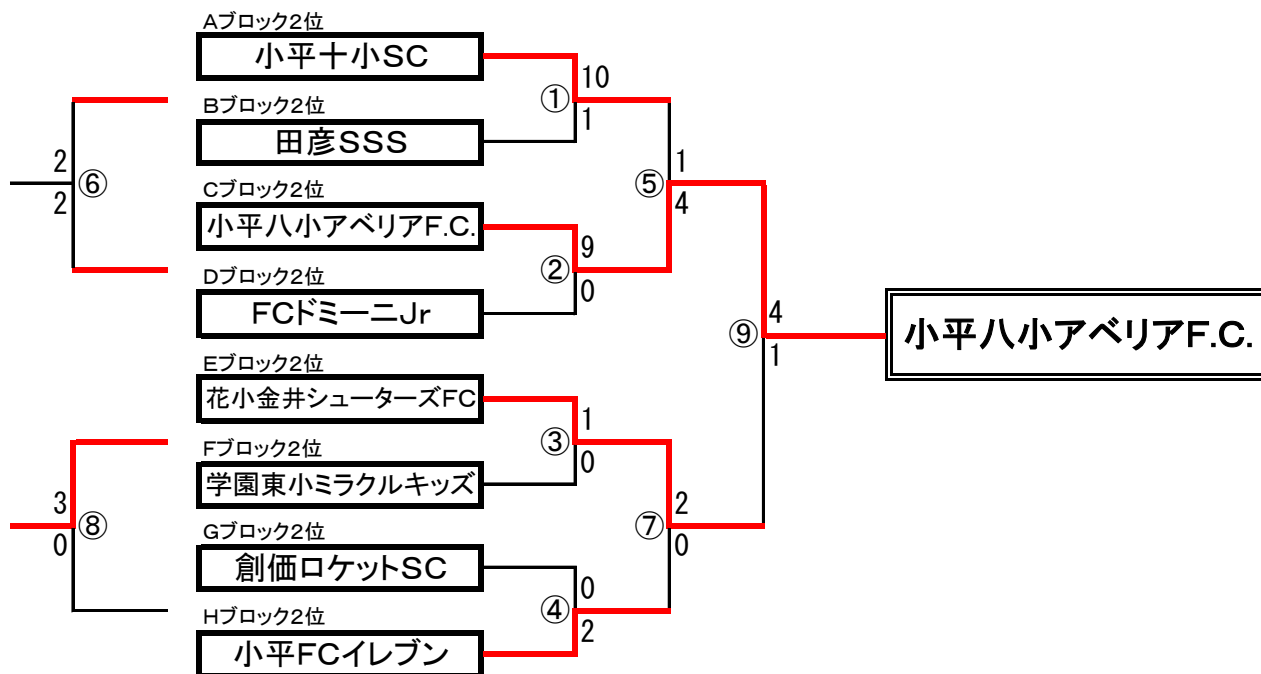 Aブロック2位
小平十小SC
10
①
1
Bブロック2位
田彦SSS
2
⑥
2
1
⑤
4
Cブロック2位
小平八小アベリアF.C.
9
②
0
Dブロック2位
FCドミーニJr
4
⑨
1
小平八小アベリアF.C.
Eブロック2位
花小金井シューターズFC
1
③
0
Fブロック2位
学園東小ミラクルキッズ
3
⑧
0
2
⑦
0
Gブロック2位
創価ロケットSC
0
④
2
Hブロック2位
小平FCイレブン